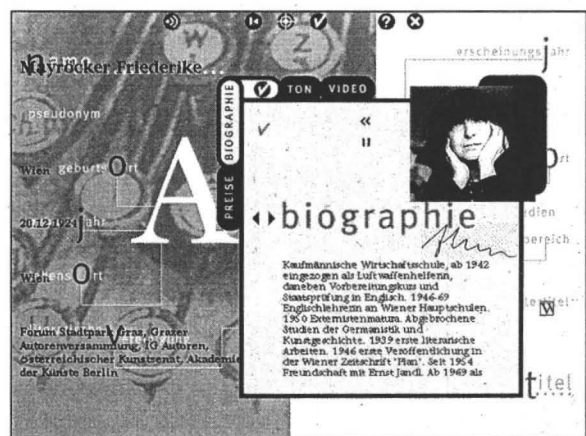 W
Z
name
Mayröcker Friederike...
erscheinungsjahr
pseudonym
BIOGRAPHIE
TON
VIDEO
PREISE
geburtsort
Wien
A
20.12.1924
jahr
biographie
bereich
lebensort
Wien
Kaufmännische Wirtschaftsschule, ab 1942
eingezogen als Luftwaffenhelferin,
daneben Vorbereitungskurs und
Staatsprüfung in Englisch. 1946-69
Englischlehrerin an Wiener Hauptschulen.
1950 Externistenmatura. Abgebrochene
Studien der Germanistik und
Kunstgeschichte. 1939 erste literarische
Arbeiten. 1946 erste Veröffentlichung in
der Wiener Zeitschrift "Plan". Seit 1954
Freundschaft mit Ernst Jandl. Ab 1969 als
W
Forum Stadtpark Graz, Grazer
Autorenversammlung, IG Autoren,
Österreichischer Kunstsenat, Akademie
der Künste Berlin
titel